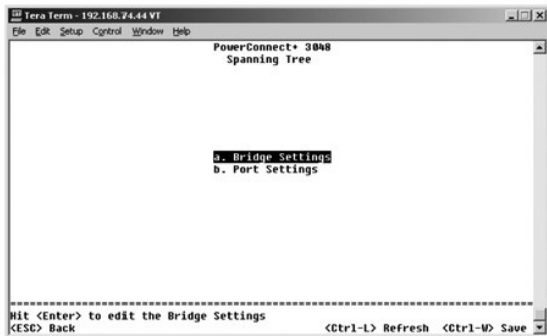 Tera Term - 192.168.74.44 VT
File Edit Setup Control Window Help
PowerConnect+ 3048
Spanning Tree
a. Bridge Settings
b. Port Settings
Hit <Enter> to edit the Bridge Settings
<ESC> Back <Ctrl-L> Refresh <Ctrl-W> Save